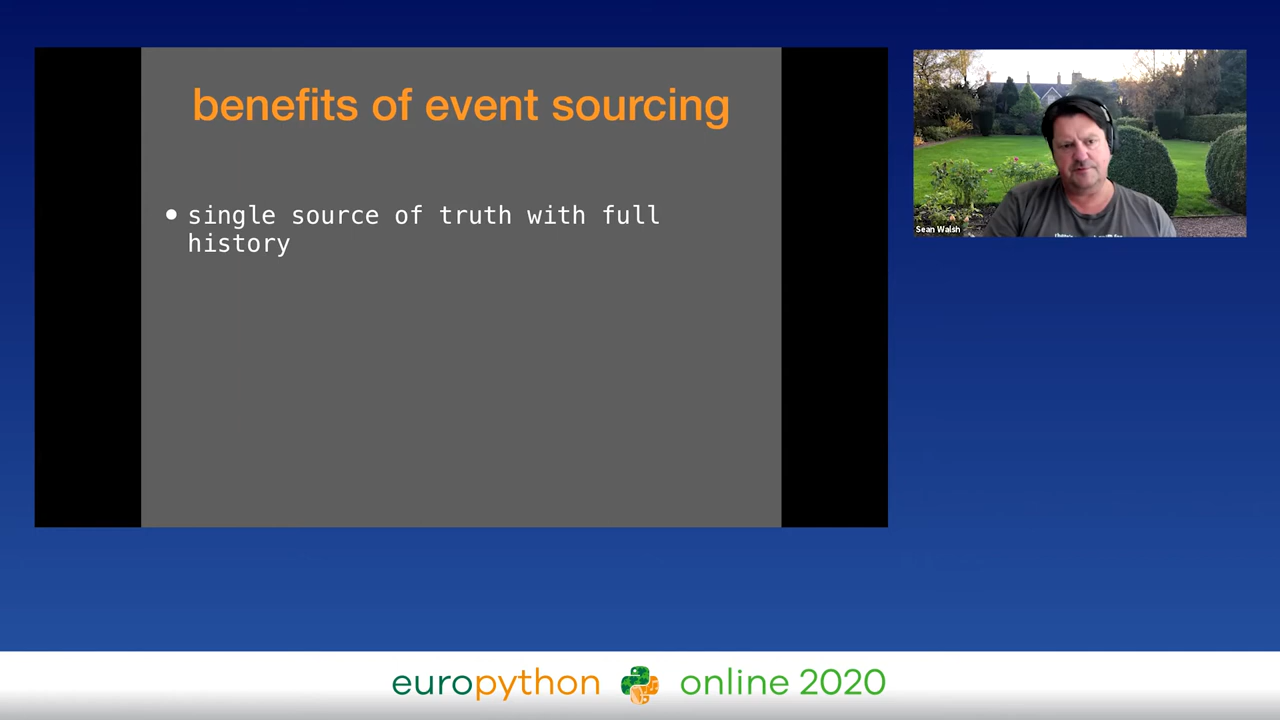 benefits of event sourcing
single source of truth with full
history
Sean Walsh
europython online 2020